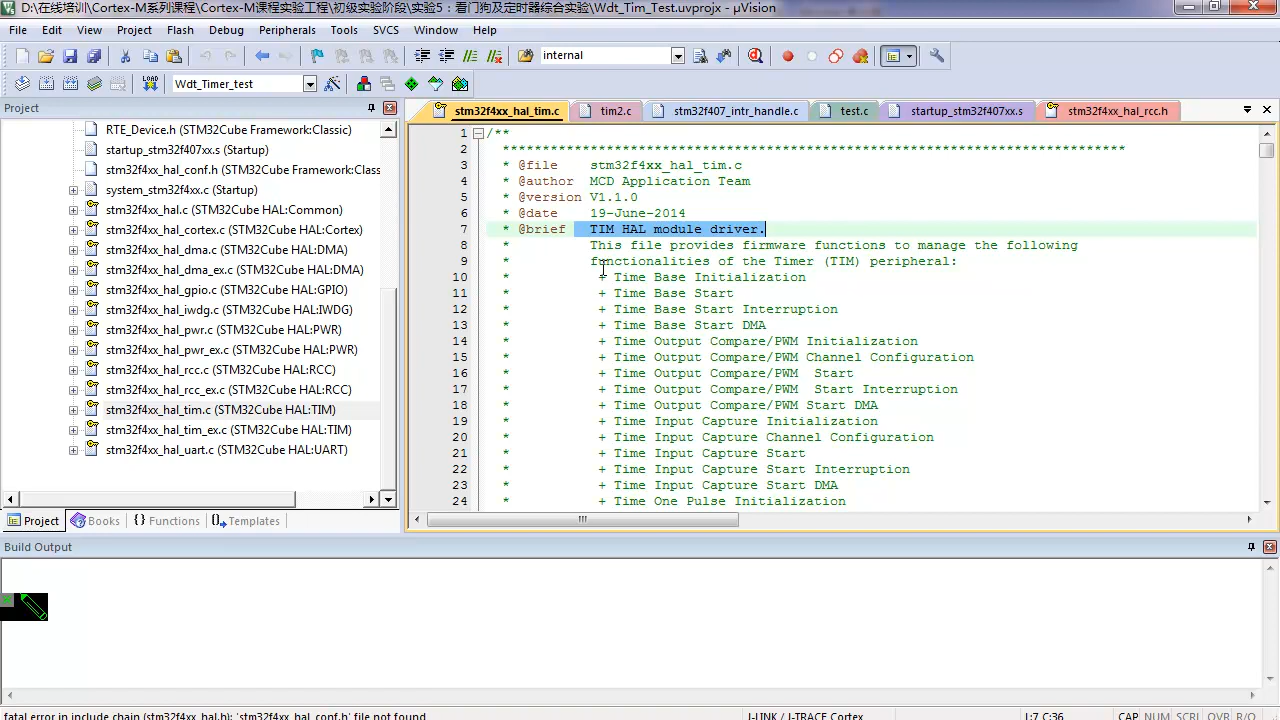 D:\在线培训\Cortex-M系列课程\Cortex-M课程实验工程\初级实验阶段\实验5：看门狗及定时器综合实验\Wdt_Tim_Test.uvprpx - µVision
File Edit View Project Flash Debug Peripherals Tools SVCS Window Help
internal
LOAD Wdt_Timer_test
Project
RTE_Device.h (STM32Cube Framework:Classic)
startup_stm32f407xx.s (Startup)
stm32f4xx_hal_conf.h (STM32Cube Framework:Class
system_stm32f4xx.c (Startup)
stm32f4xx_hal.c (STM32Cube HAL:Common)
stm32f4xx_hal_cortex.c (STM32Cube HAL:Cortex)
stm32f4xx_hal_dma.c (STM32Cube HAL:DMA)
stm32f4xx_hal_dma_ex.c (STM32Cube HAL:DMA)
stm32f4xx_hal_gpio.c (STM32Cube HAL:GPIO)
stm32f4xx_hal_iwdg.c (STM32Cube HAL:IWDG)
stm32f4xx_hal_pwr.c (STM32Cube HAL:PWR)
stm32f4xx_hal_pwr_ex.c (STM32Cube HAL:PWR)
stm32f4xx_hal_rcc.c (STM32Cube HAL:RCC)
stm32f4xx_hal_rcc_ex.c (STM32Cube HAL:RCC)
stm32f4xx_hal_tim.c (STM32Cube HAL:TIM)
stm32f4xx_hal_tim_ex.c (STM32Cube HAL:TIM)
stm32f4xx_hal_uart.c (STM32Cube HAL:UART)
Project Books {} Functions Templates
stm32f4xx_hal_tim.c tim2.c stm32f407_intr_handle.c test.c startup_stm32f407xx.s stm32f4xx_hal_rcc.h
1 /**
2 ******************************************************************************
3 * @file stm32f4xx_hal_tim.c
4 * @author MCD Application Team
5 * @version V1.1.0
6 * @date 19-June-2014
7 * @brief TIM HAL module driver.
8 * This file provides firmware functions to manage the following
9 * functionalities of the Timer (TIM) peripheral:
10 * + Time Base Initialization
11 * + Time Base Start
12 * + Time Base Start Interruption
13 * + Time Base Start DMA
14 * + Time Output Compare/PWM Initialization
15 * + Time Output Compare/PWM Channel Configuration
16 * + Time Output Compare/PWM  Start
17 * + Time Output Compare/PWM  Start Interruption
18 * + Time Output Compare/PWM Start DMA
19 * + Time Input Capture Initialization
20 * + Time Input Capture Channel Configuration
21 * + Time Input Capture Start
22 * + Time Input Capture Start Interruption
23 * + Time Input Capture Start DMA
24 * + Time One Pulse Initialization
Build Output
fatal error in include chain (stm32f4xx_hal.h): 'stm32f4xx_hal_conf.h' file not found J-LINK / J-TRACE Cortex L:7 C:36 CAP NUM SCRL OVR R/O